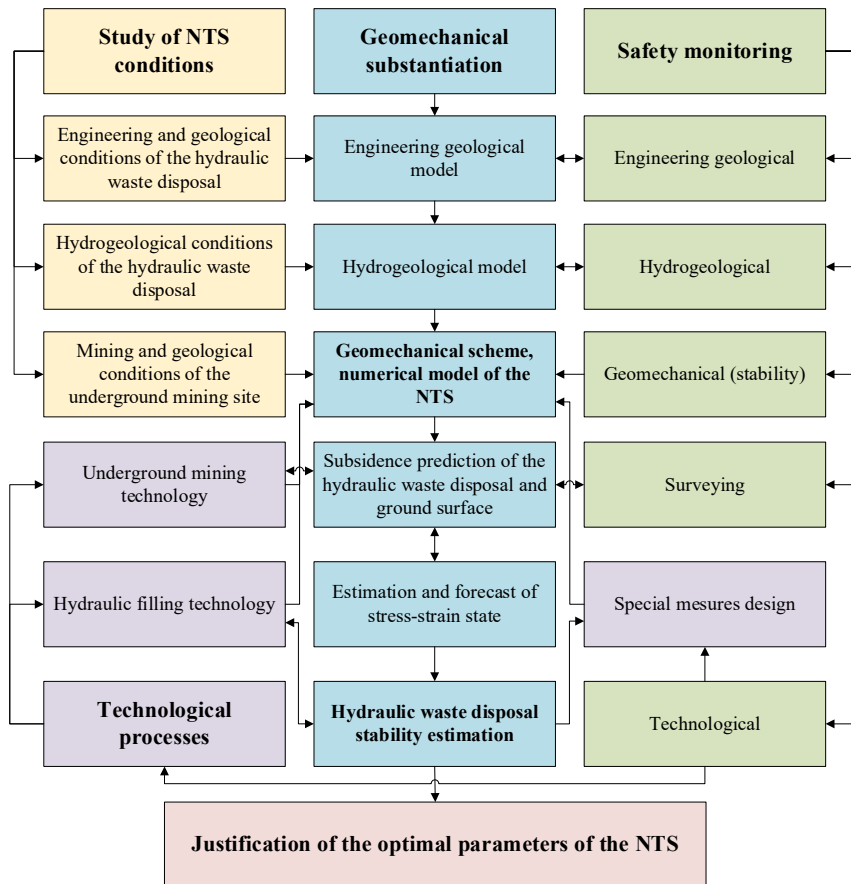 Study of NTS
conditions
Geomechanical
substantiation
Safety monitoring
Engineering and geological
conditions of the hydraulic
waste disposal
Engineering geological
model
Engineering geological
Hydrogeological conditions
of the hydraulic waste
disposal
Hydrogeological model
Hydrogeological
Mining and geological
conditions of the
underground mining site
Geomechanical scheme,
numerical model of the
NTS
Geomechanical (stability)
Underground mining
technology
Subsidence prediction of the
hydraulic waste disposal and
ground surface
Surveying
Hydraulic filling technology
Estimation and forecast of
stress-strain state
Special mesures design
Technological
processes
Hydraulic waste disposal
stability estimation
Technological
Justification of the optimal parameters of the NTS